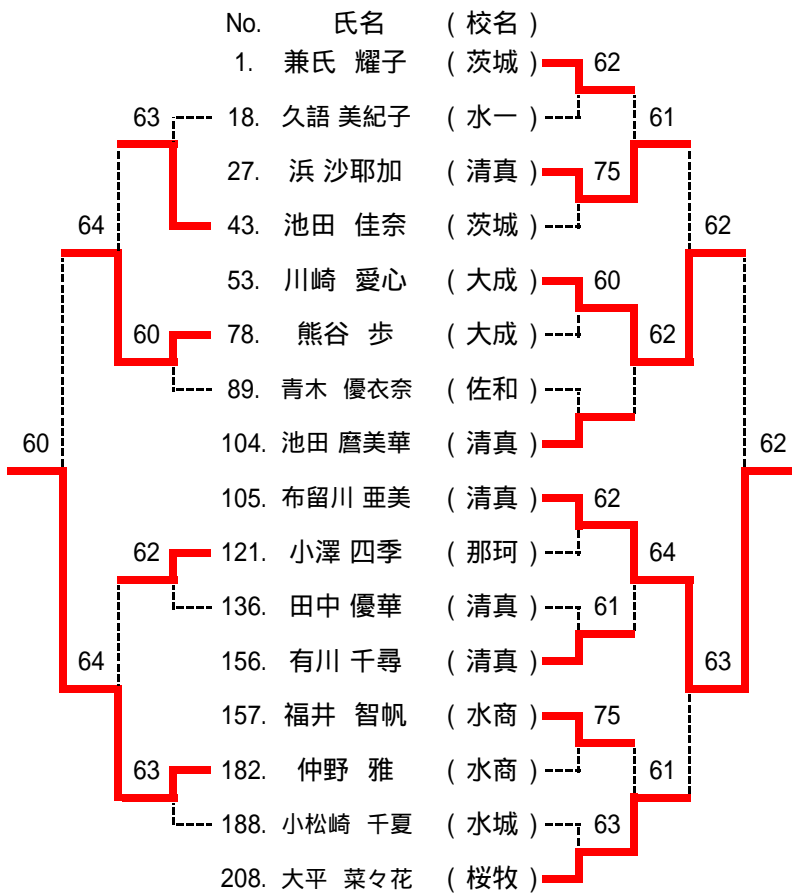 No. 氏名 (校名)
1. 兼氏 耀子 (茨城) 62
63 18. 久語 美紀子 (水一) 61
27. 浜 沙耶加 (清真) 75
64 43. 池田 佳奈 (茨城) 62
53. 川崎 愛心 (大成) 60
60 78. 熊谷 歩 (大成) 62
89. 青木 優衣奈 (佐和)
60 104. 池田 麿美華 (清真) 62
105. 布留川 亜美 (清真) 62
62 121. 小澤 四季 (那珂) 64
136. 田中 優華 (清真) 61
64 156. 有川 千尋 (清真) 63
157. 福井 智帆 (水商) 75
63 182. 仲野 雅 (水商) 61
188. 小松崎 千夏 (水城) 63
208. 大平 菜々花 (桜牧)